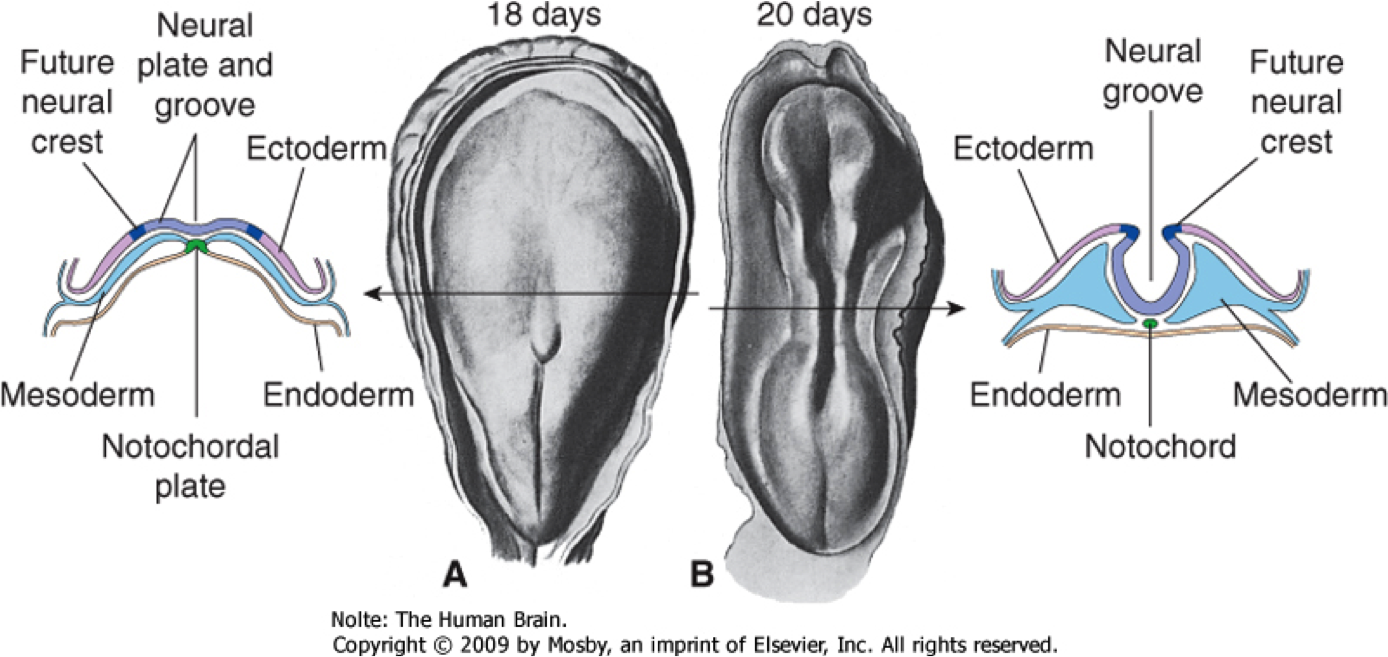 18 days
20 days
Neural
plate and
groove
Future
neural
crest
Ectoderm
Mesoderm
Endoderm
Notochordal
plate
A
Neural
groove
Future
neural
crest
Ectoderm
Endoderm
Mesoderm
Notochord
B
Nolte: The Human Brain.
Copyright © 2009 by Mosby, an imprint of Elsevier, Inc. All rights reserved.